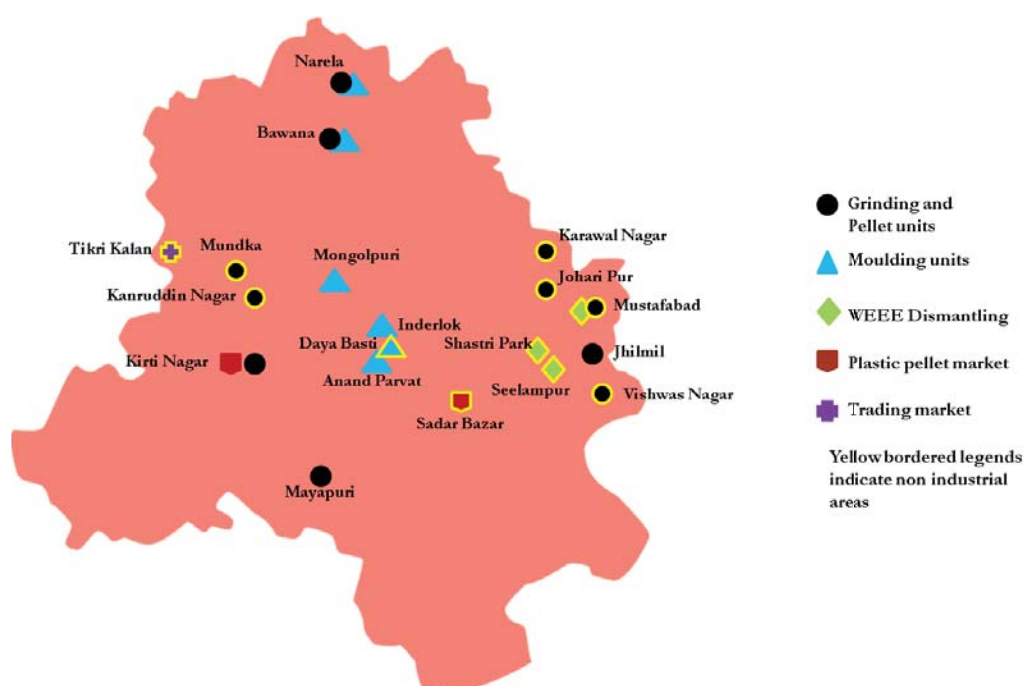 Narela
Bawana
Tikri Kalan
Mundka
Kanruddin Nagar
Mongolpuri
Karawal Nagar
Johari Pur
Mustafabad
Inderlok
Daya Basti
Shastri Park
Jhilmil
Kirti Nagar
Anand Parvat
Seelampur
Vishwas Nagar
Sadar Bazar
Mayapuri
Grinding and
Pellet units
Moulding units
WEEE Dismantling
Plastic pellet market
Trading market
Yellow bordered legends
indicate non industrial
areas